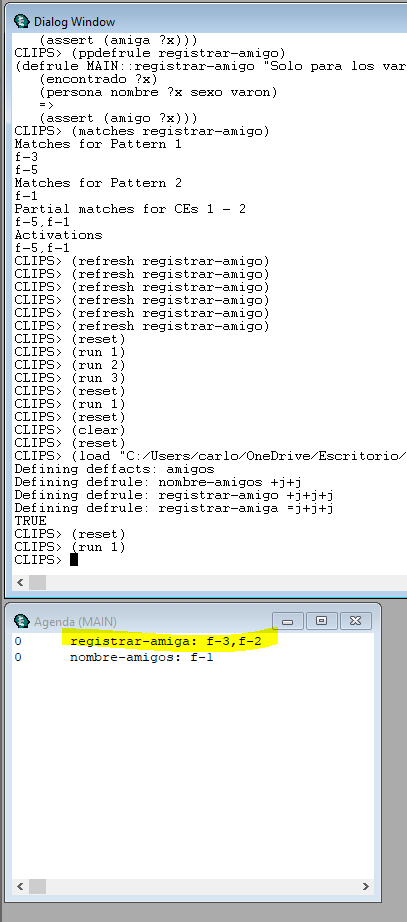 Dialog Window
(assert (amiga ?x)))
CLIPS> (ppdefrule registrar-amigo)
(defrule MAIN::registrar-amigo "Solo para los var
(encontrado ?x)
(persona nombre ?x sexo varon)
=>
(assert (amigo ?x)))
CLIPS> (matches registrar-amigo)
Matches for Pattern 1
f-3
f-5
Matches for Pattern 2
f-1
Partial matches for CEs 1 - 2
f-5,f-1
Activations
f-5,f-1
CLIPS> (refresh registrar-amigo)
CLIPS> (refresh registrar-amigo)
CLIPS> (refresh registrar-amigo)
CLIPS> (refresh registrar-amigo)
CLIPS> (refresh registrar-amigo)
CLIPS> (reset)
CLIPS> (run 1)
CLIPS> (run 2)
CLIPS> (run 3)
CLIPS> (reset)
CLIPS> (run 1)
CLIPS> (reset)
CLIPS> (clear)
CLIPS> (reset)
CLIPS> (load "C:/Users/carlo/OneDrive/Escritorio/
Defining deffacts: amigos
Defining defrule: nombre-amigos +j+j
Defining defrule: registrar-amigo +j+j+j
Defining defrule: registrar-amiga =j+j+j
TRUE
CLIPS> (reset)
CLIPS> (run 1)
CLIPS>
Agenda (MAIN)
0 registrar-amiga: f-3,f-2
0 nombre-amigos: f-1